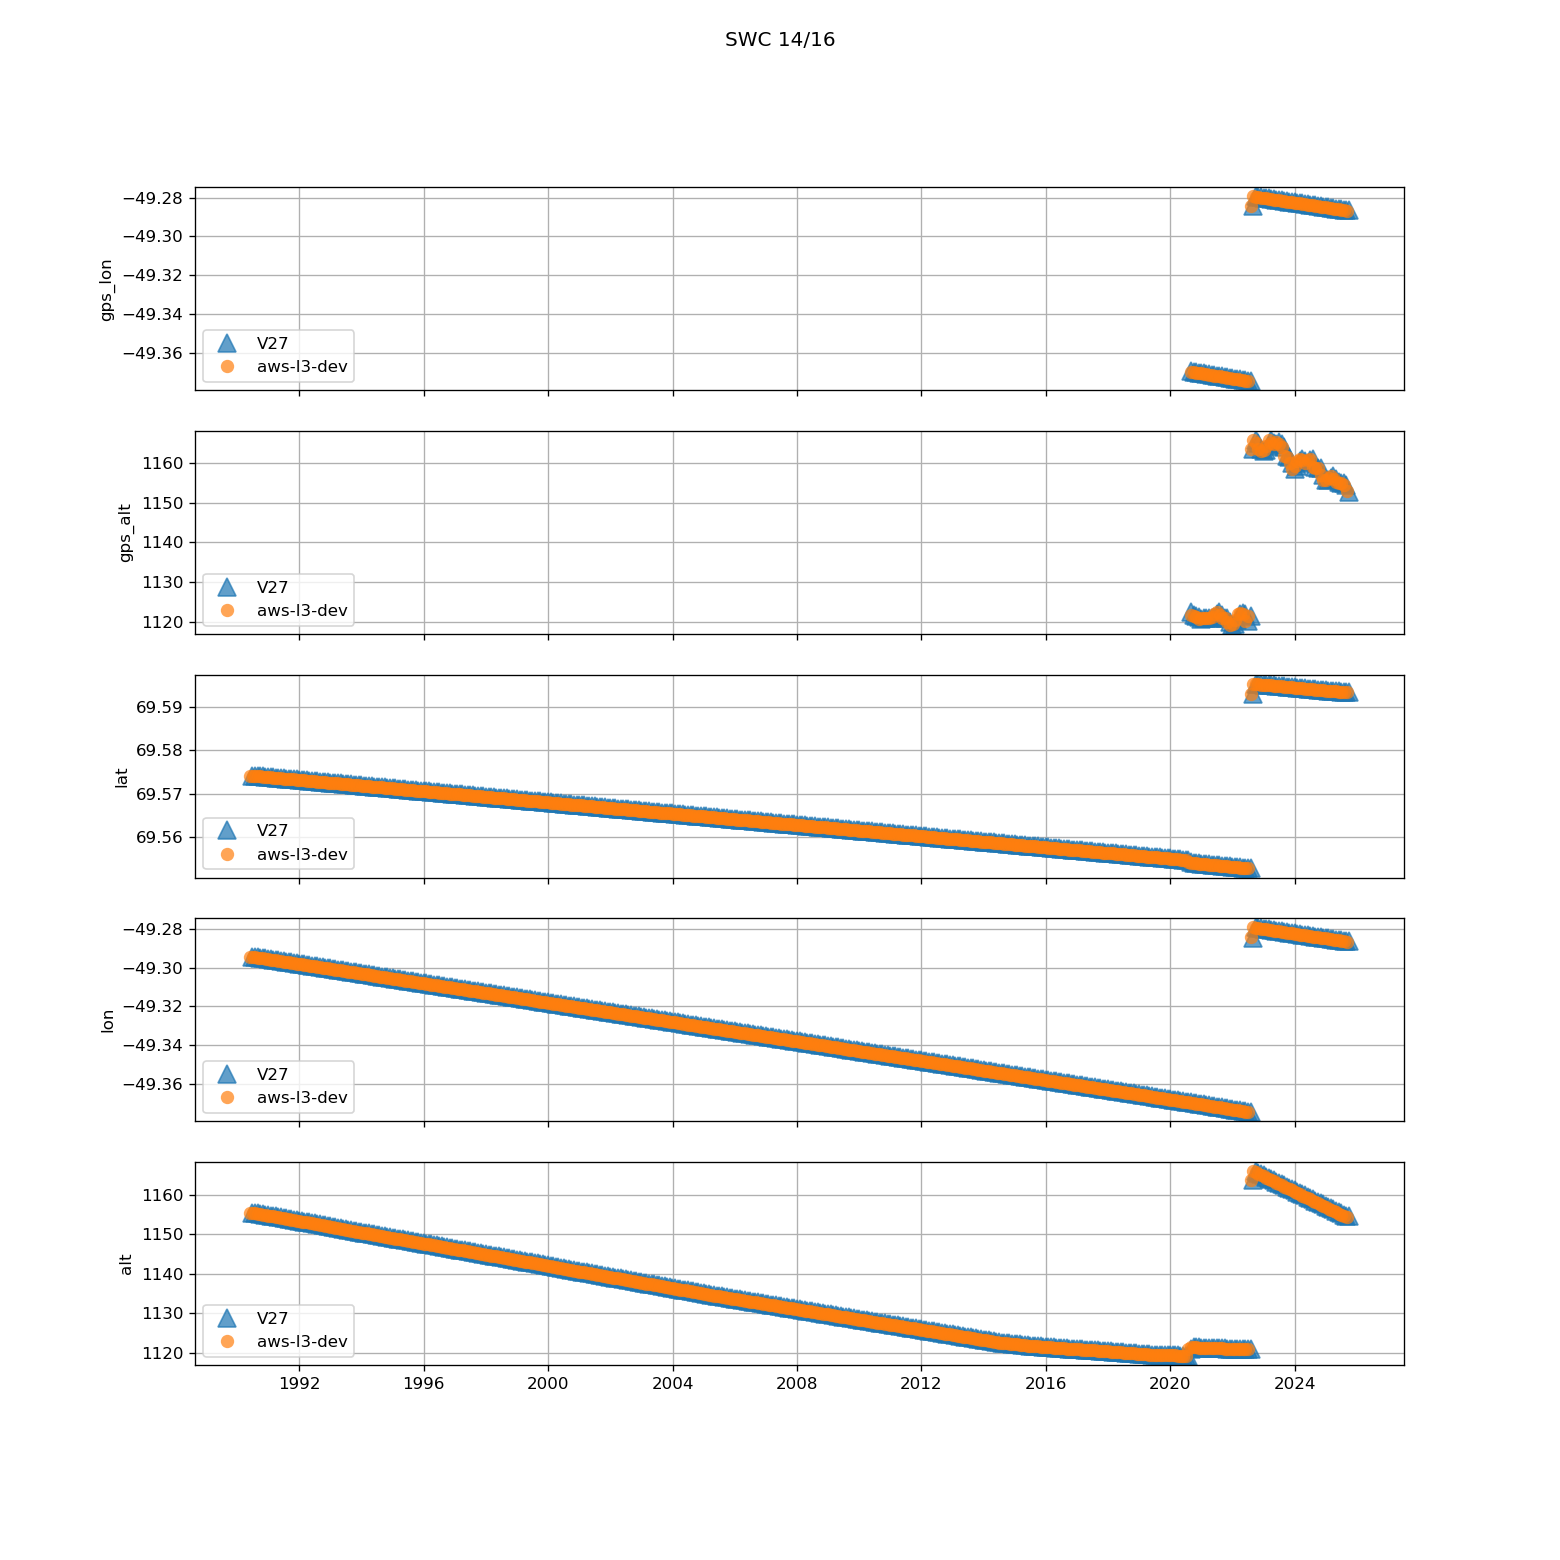 SWC 14/16
gps_lon
−49.28
−49.30
−49.32
−49.34
−49.36
V27
aws-l3-dev
gps_alt
1160
1150
1140
1130
1120
V27
aws-l3-dev
lat
69.59
69.58
69.57
69.56
V27
aws-l3-dev
lon
−49.28
−49.30
−49.32
−49.34
−49.36
V27
aws-l3-dev
alt
1160
1150
1140
1130
1120
V27
aws-l3-dev
1992 1996 2000 2004 2008 2012 2016 2020 2024